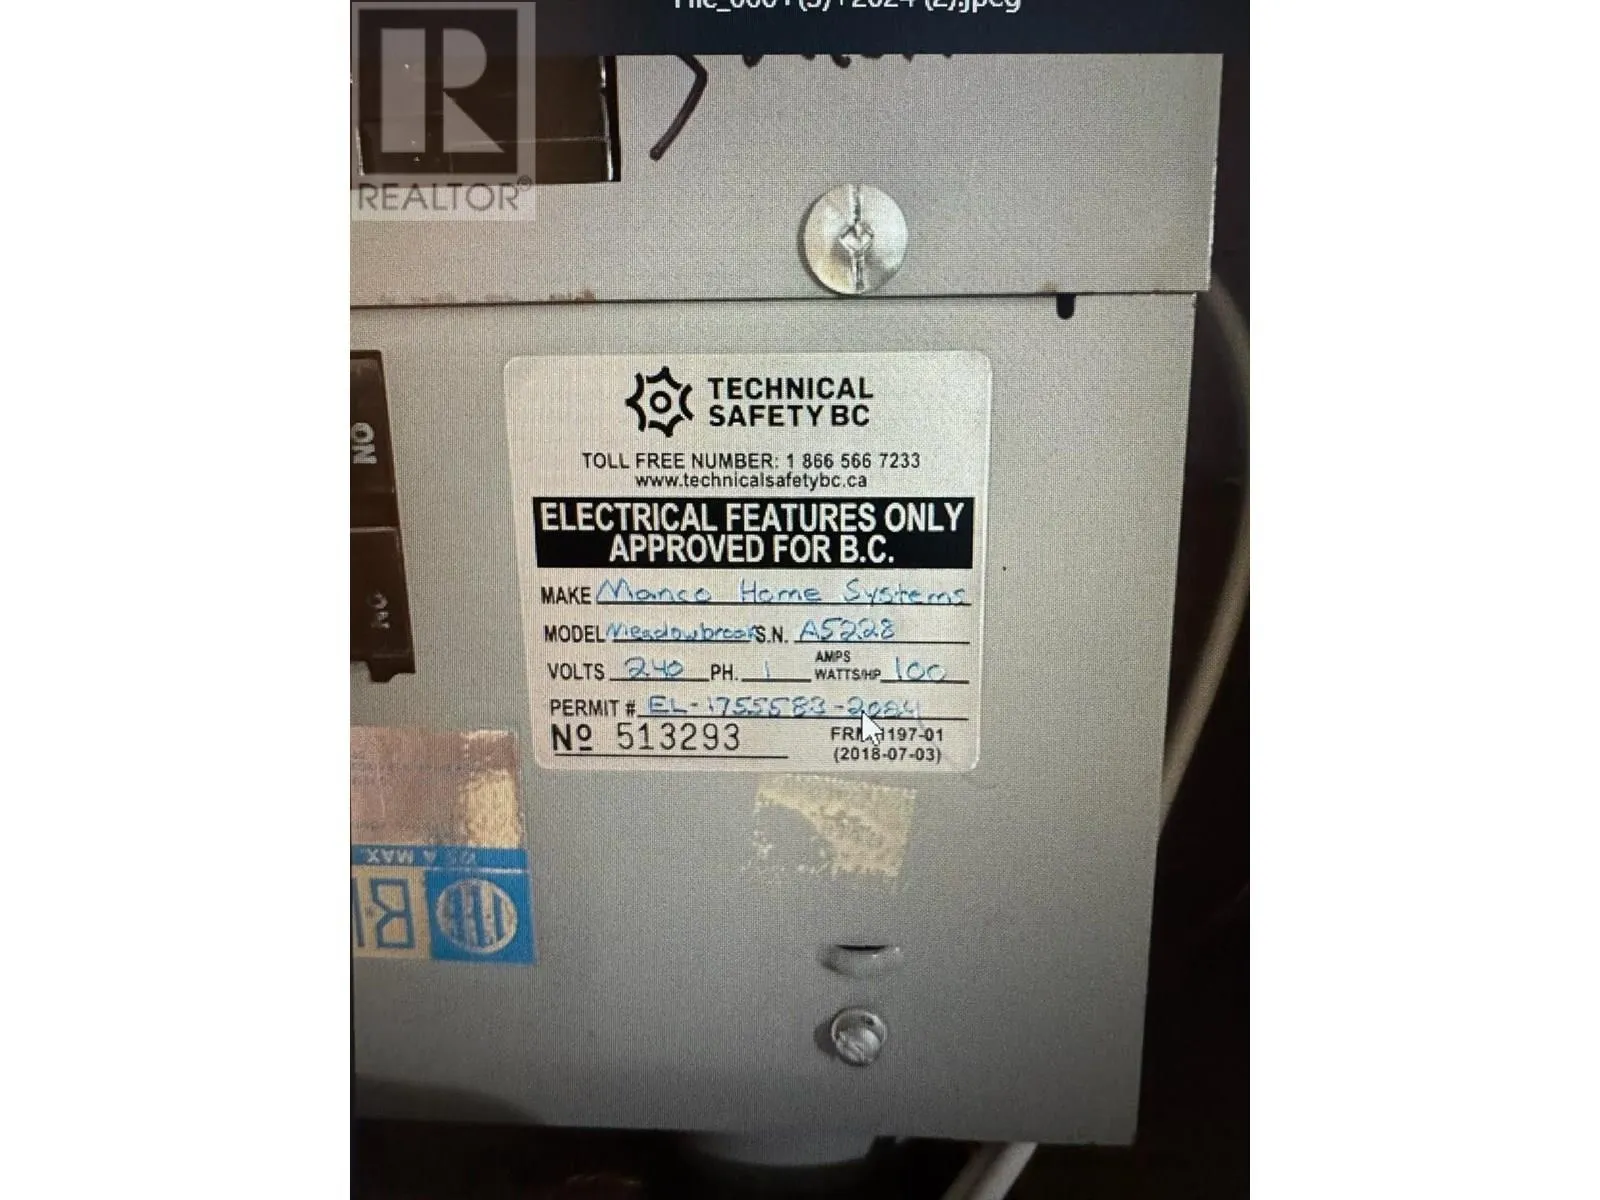 REALTOR®
TECHNICAL
SAFETY BC
TOLL FREE NUMBER: 1 866 566 7233
www.technicalsafetybc.ca
ELECTRICAL FEATURES ONLY
APPROVED FOR B.C.
MAKE Manco Home Systems
MODEL Meadowbrook S.N. A5228
VOLTS 240 PH. 1 AMPS WATTS/HP 100
PERMIT # EL-1755583-2024
Nº 513293
(2018-07-03)
ON
A MAX.